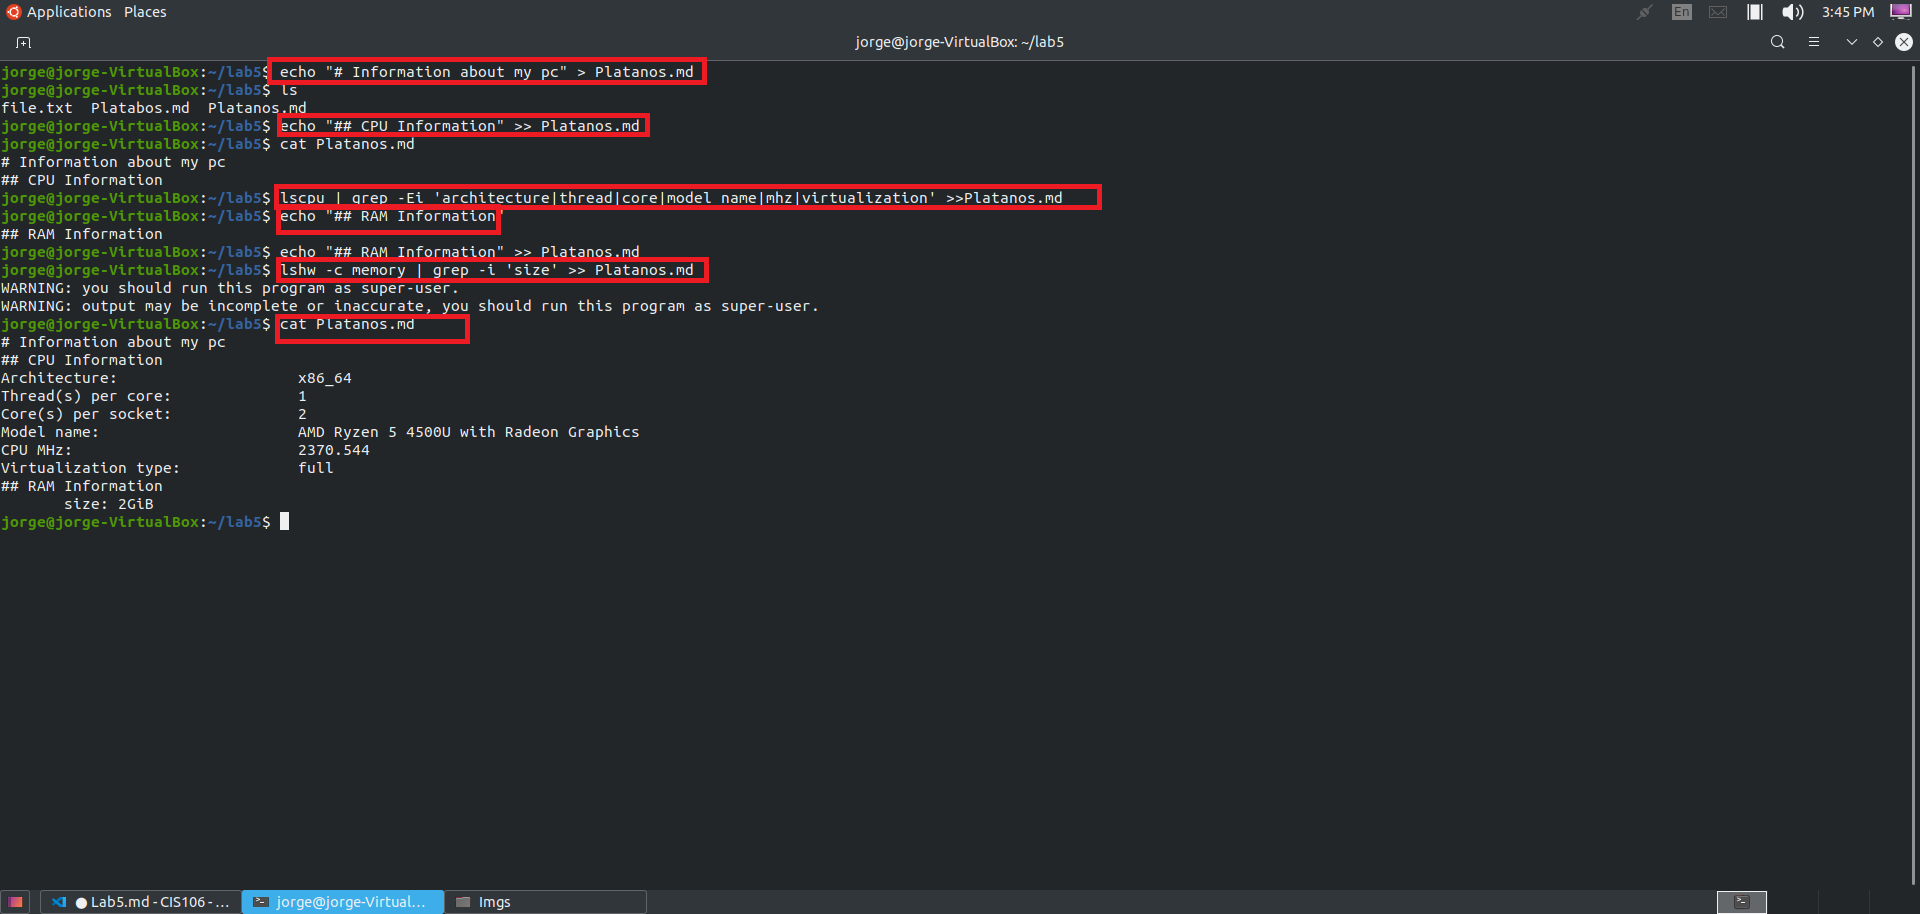 Applications Places En 3:45 PM
jorge@jorge-VirtualBox: ~/lab5
jorge@jorge-VirtualBox:~/lab5$ echo "# Information about my pc" > Platanos.md
jorge@jorge-VirtualBox:~/lab5$ ls
file.txt  Platabos.md  Platanos.md
jorge@jorge-VirtualBox:~/lab5$ echo "## CPU Information" >> Platanos.md
jorge@jorge-VirtualBox:~/lab5$ cat Platanos.md
# Information about my pc
## CPU Information
jorge@jorge-VirtualBox:~/lab5$ lscpu | grep -Ei 'architecture|thread|core|model name|mhz|virtualization' >>Platanos.md
jorge@jorge-VirtualBox:~/lab5$ echo "## RAM Information"
## RAM Information
jorge@jorge-VirtualBox:~/lab5$ echo "## RAM Information" >> Platanos.md
jorge@jorge-VirtualBox:~/lab5$ lshw -c memory | grep -i 'size' >> Platanos.md
WARNING: you should run this program as super-user.
WARNING: output may be incomplete or inaccurate, you should run this program as super-user.
jorge@jorge-VirtualBox:~/lab5$ cat Platanos.md
# Information about my pc
## CPU Information
Architecture:                    x86_64
Thread(s) per core:              1
Core(s) per socket:              2
Model name:                      AMD Ryzen 5 4500U with Radeon Graphics
CPU MHz:                         2370.544
Virtualization type:             full
## RAM Information
       size: 2GiB
jorge@jorge-VirtualBox:~/lab5$
Lab5.md - CIS106 - ... jorge@jorge-Virtual... Imgs